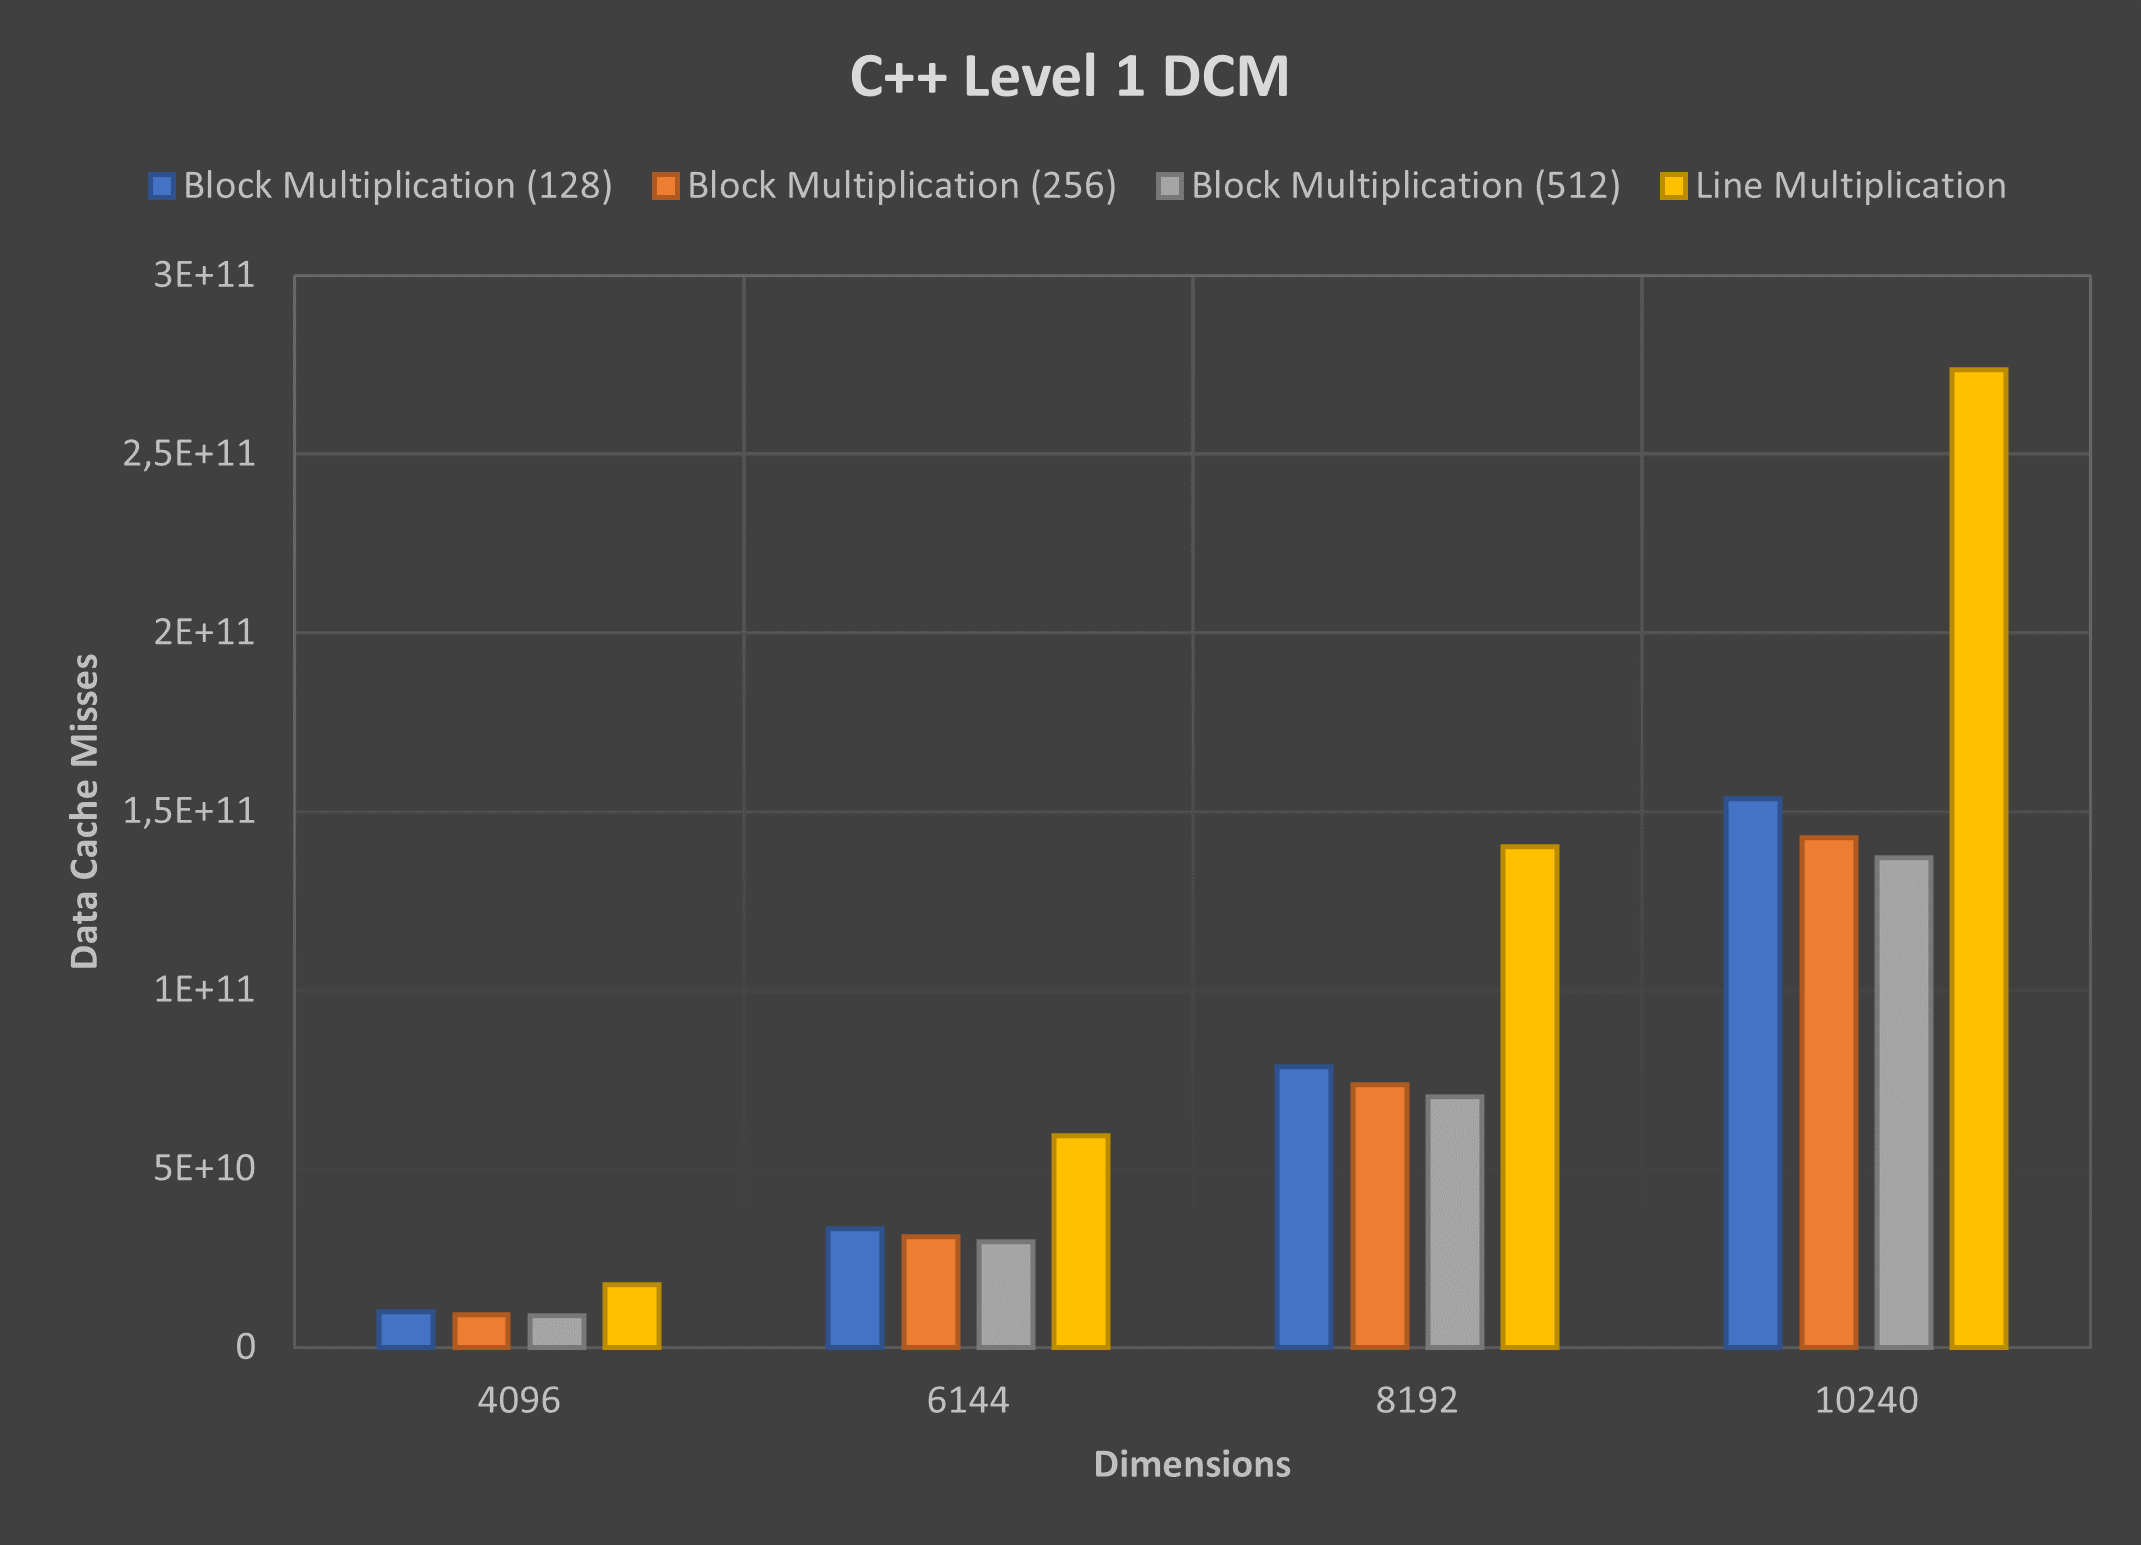 C++ Level 1 DCM
Block Multiplication (128) Block Multiplication (256) Block Multiplication (512) Line Multiplication
3E+11
2,5E+11
2E+11
1,5E+11
1E+11
5E+10
0
Data Cache Misses
4096 6144 8192 10240
Dimensions